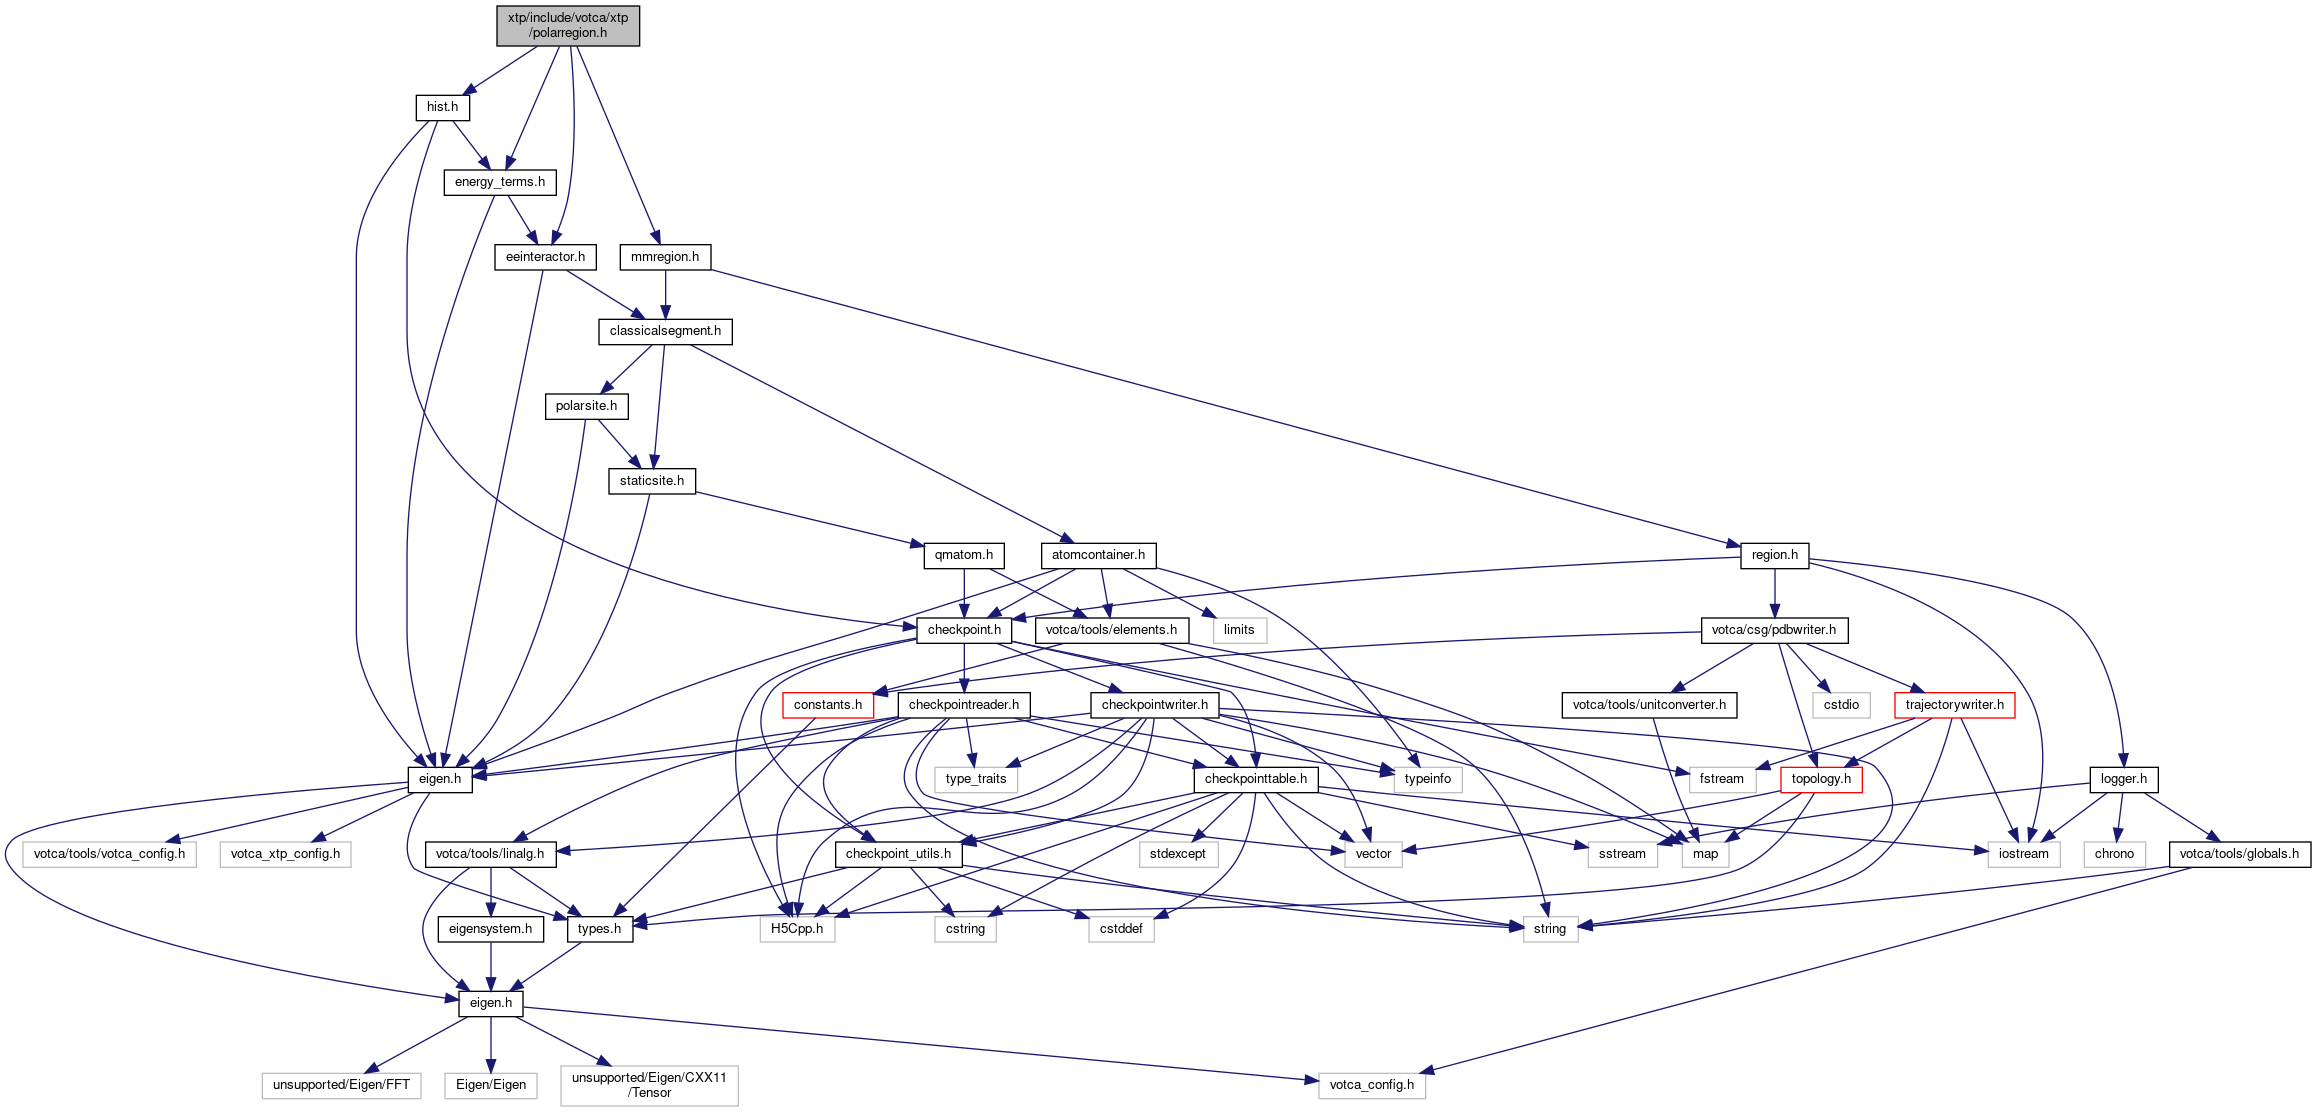 xtp/include/votca/xtp
/polarregion.h
hist.h
energy_terms.h
eeinteractor.h
mmregion.h
classicalsegment.h
polarsite.h
staticsite.h
qmatom.h
atomcontainer.h
region.h
checkpoint.h
votca/tools/elements.h
limits
votca/csg/pdbwriter.h
constants.h
checkpointreader.h
checkpointwriter.h
votca/tools/unitconverter.h
cstdio
trajectorywriter.h
eigen.h
type_traits
checkpointtable.h
typeinfo
fstream
topology.h
logger.h
votca/tools/votca_config.h
votca_xtp_config.h
votca/tools/linalg.h
checkpoint_utils.h
stdexcept
vector
sstream
map
iostream
chrono
votca/tools/globals.h
eigensystem.h
types.h
H5Cpp.h
cstring
cstddef
string
eigen.h
unsupported/Eigen/FFT
Eigen/Eigen
unsupported/Eigen/CXX11
/Tensor
votca_config.h